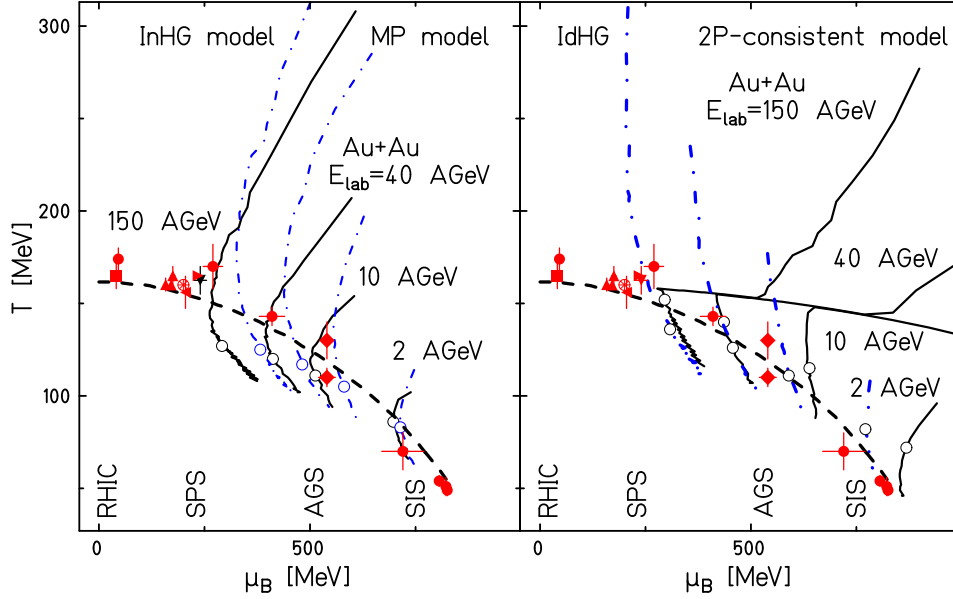 300
200
100
T [MeV]
InHG model
MP model
Au+Au
E_lab=40 AGeV
150 AGeV
10 AGeV
2 AGeV
RHIC
SPS
AGS
SIS
0
500
μ_B [MeV]
IdHG
2P-consistent model
Au+Au
E_lab=150 AGeV
40 AGeV
10 AGeV
2 AGeV
RHIC
SPS
AGS
SIS
0
500
μ_B [MeV]